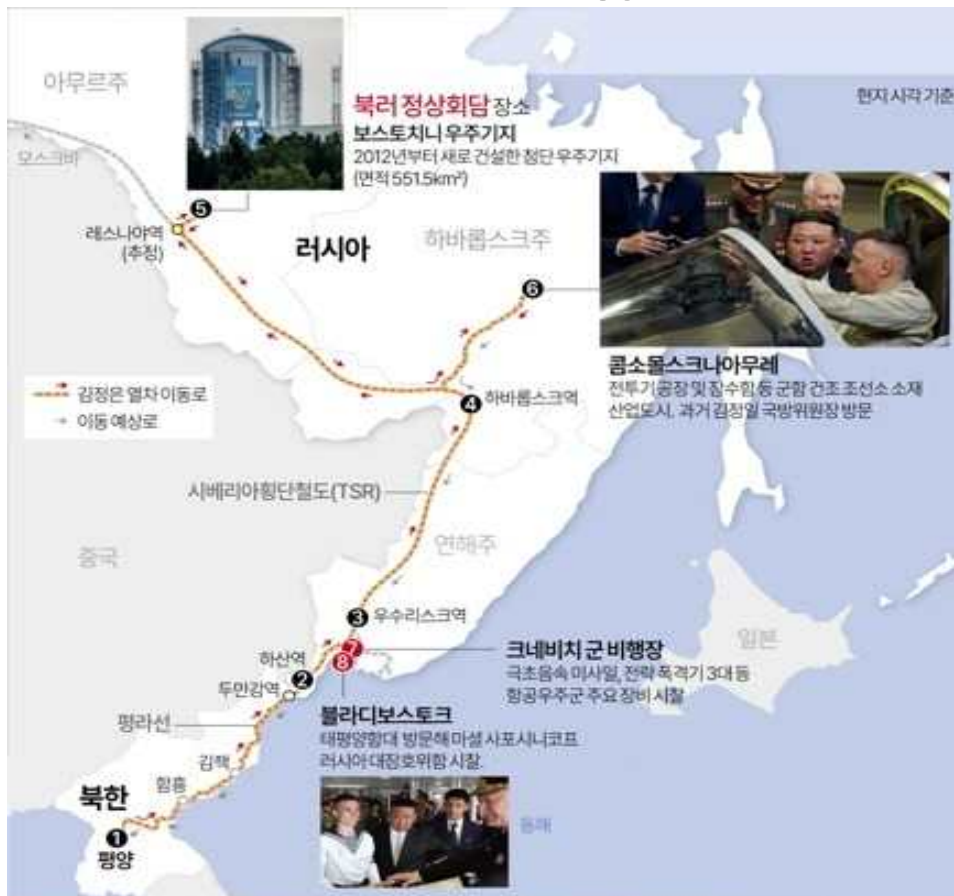 아무르주
모스크바
북러 정상회담 장소
보스토치니 우주기지
2012년부터 새로 건설한 첨단 우주기지
(면적 551.5km²)
현지 시각 기준
5
레스나야역
(추정)
러시아
하바롭스크주
6
콤소몰스크나아무레
전투기 공장 및 잠수함 등 군함 건조 조선소 소재
산업도시, 과거 김정일 국방위원장 방문
김정은 열차 이동로
이동 예상로
4
하바롭스크역
시베리아횡단철도(TSR)
연해주
중국
3
우수리스크역
일본
7
8
크네비치 군 비행장
극초음속 미사일, 전략 폭격기 3대 등
항공우주군 주요 장비 시찰
하산역
2
두만강역
블라디보스토크
태평양함대 방문해 마셜 샤포시니코프
러시아 대잠호위함 시찰
평라선
김책
함흥
북한
1
평양
동해